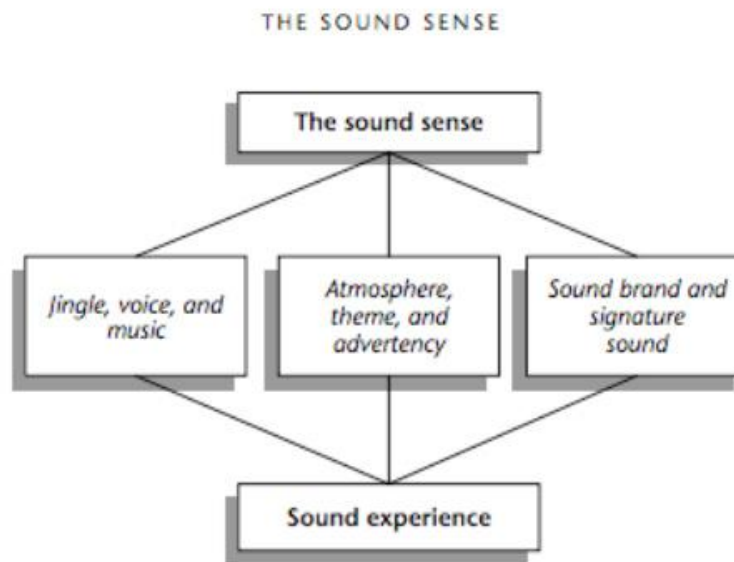 THE SOUND SENSE
The sound sense
Jingle, voice, and
music
Atmosphere,
theme, and
advertency
Sound brand and
signature
sound
Sound experience